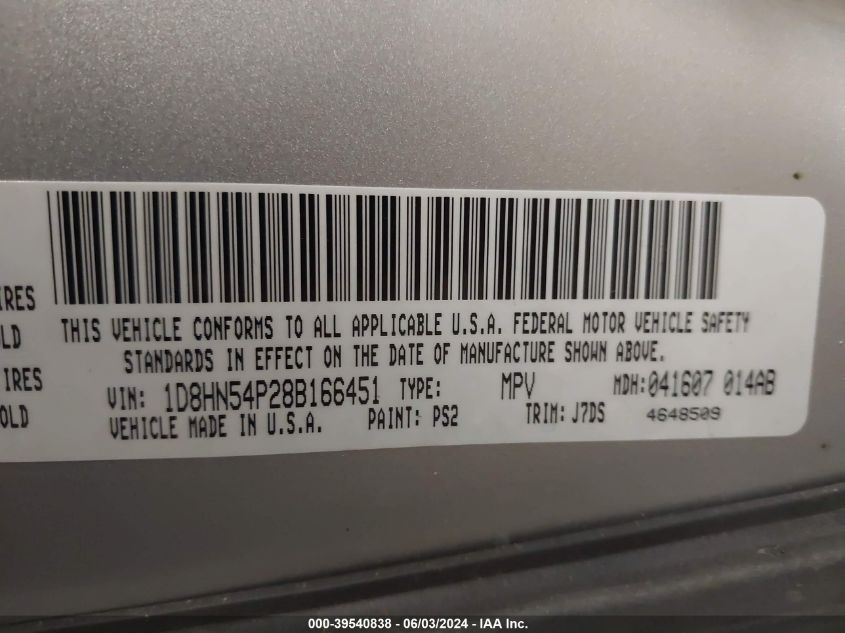 IRES
OLD
IRES
OLD
THIS VEHICLE CONFORMS TO ALL APPLICABLE U.S.A. FEDERAL MOTOR VEHICLE SAFETY
STANDARDS IN EFFECT ON THE DATE OF MANUFACTURE SHOWN ABOVE.
VIN: 1D8HN54P28B166451 TYPE: MPV MDH:041607 014AB
VEHICLE MADE IN U.S.A. PAINT: PS2 TRIM: J7DS 4648509
000-39540838 - 06/03/2024 - IAA Inc.